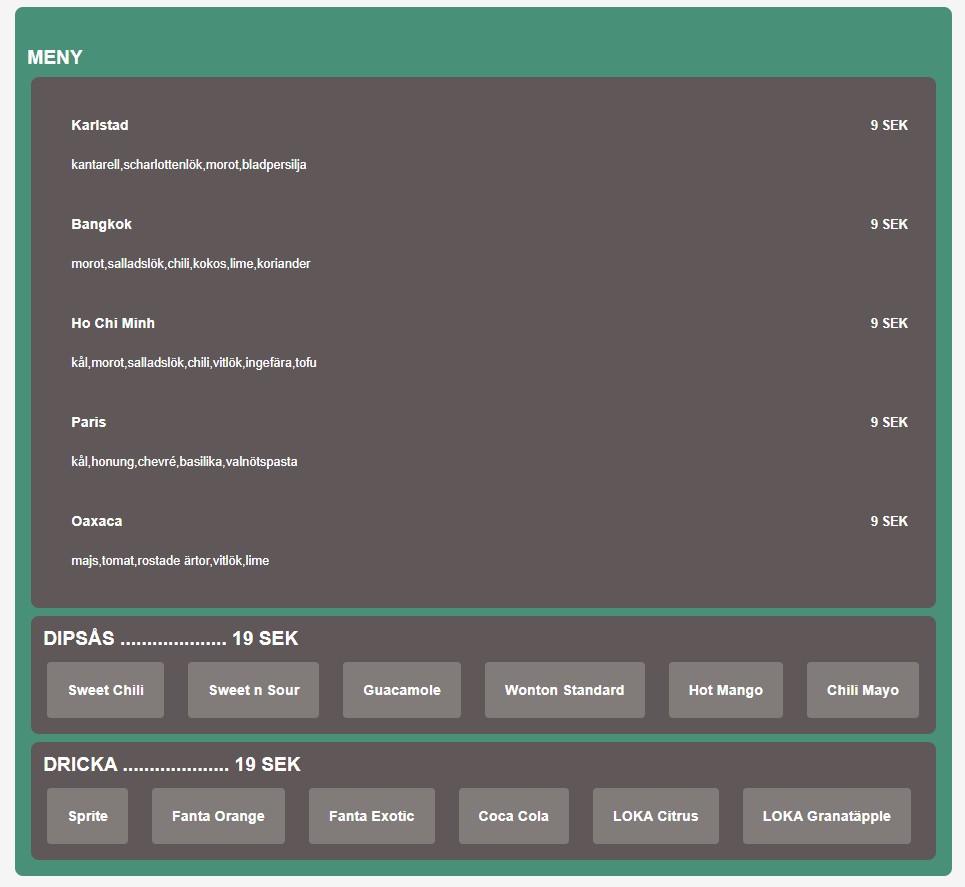 MENY
Karlstad 9 SEK
kantarell,scharlottenlök,morot,bladpersilja
Bangkok 9 SEK
morot,salladslök,chili,kokos,lime,koriander
Ho Chi Minh 9 SEK
kål,morot,salladslök,chili,vitlök,ingefära,tofu
Paris 9 SEK
kål,honung,chevré,basilika,valnötspasta
Oaxaca 9 SEK
majs,tomat,rostade ärtor,vitlök,lime
DIPSÅS .................... 19 SEK
Sweet Chili Sweet n Sour Guacamole Wonton Standard Hot Mango Chili Mayo
DRICKA .................... 19 SEK
Sprite Fanta Orange Fanta Exotic Coca Cola LOKA Citrus LOKA Granatäpple